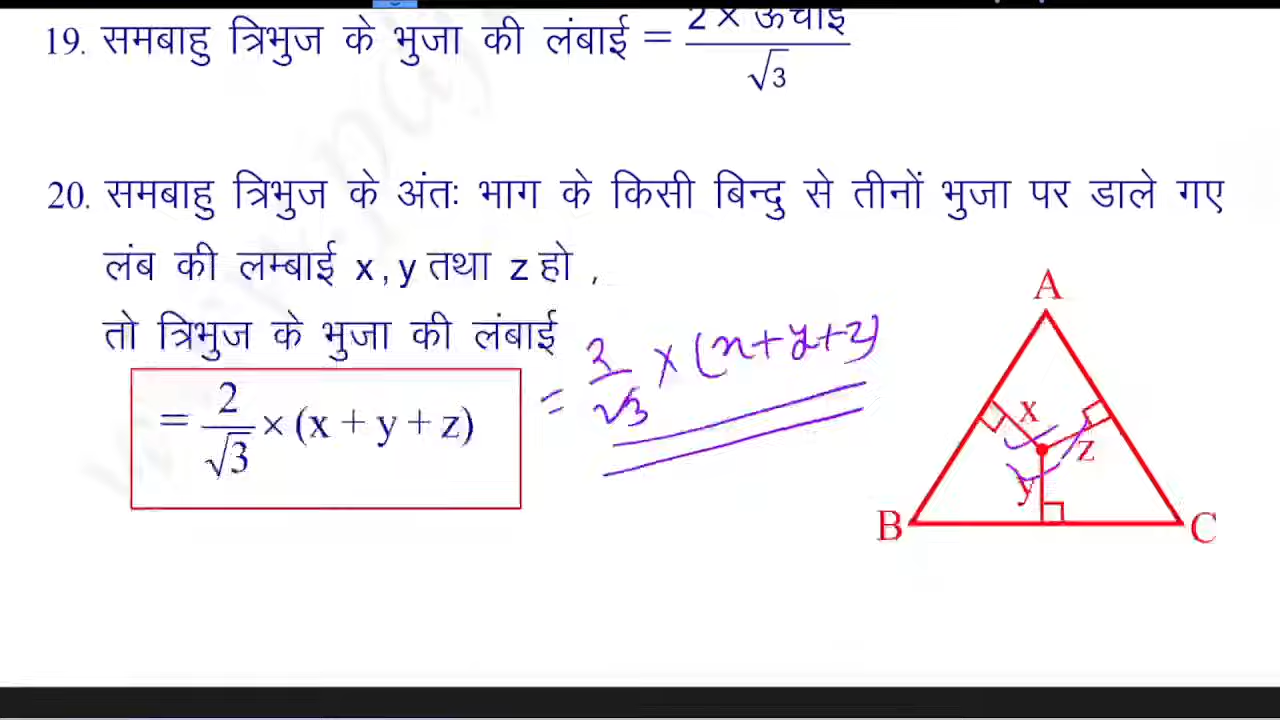 19. समबाहु त्रिभुज के भुजा की लंबाई = 2 × ऊंचाई / √3
20. समबाहु त्रिभुज के अंतः भाग के किसी बिन्दु से तीनों भुजा पर डाले गए
लंब की लम्बाई x , y तथा z हो ,
तो त्रिभुज के भुजा की लंबाई
= 2/√3 × (x + y + z)
= 2/√3 × (x+y+z)
A
x
z
y
B
C